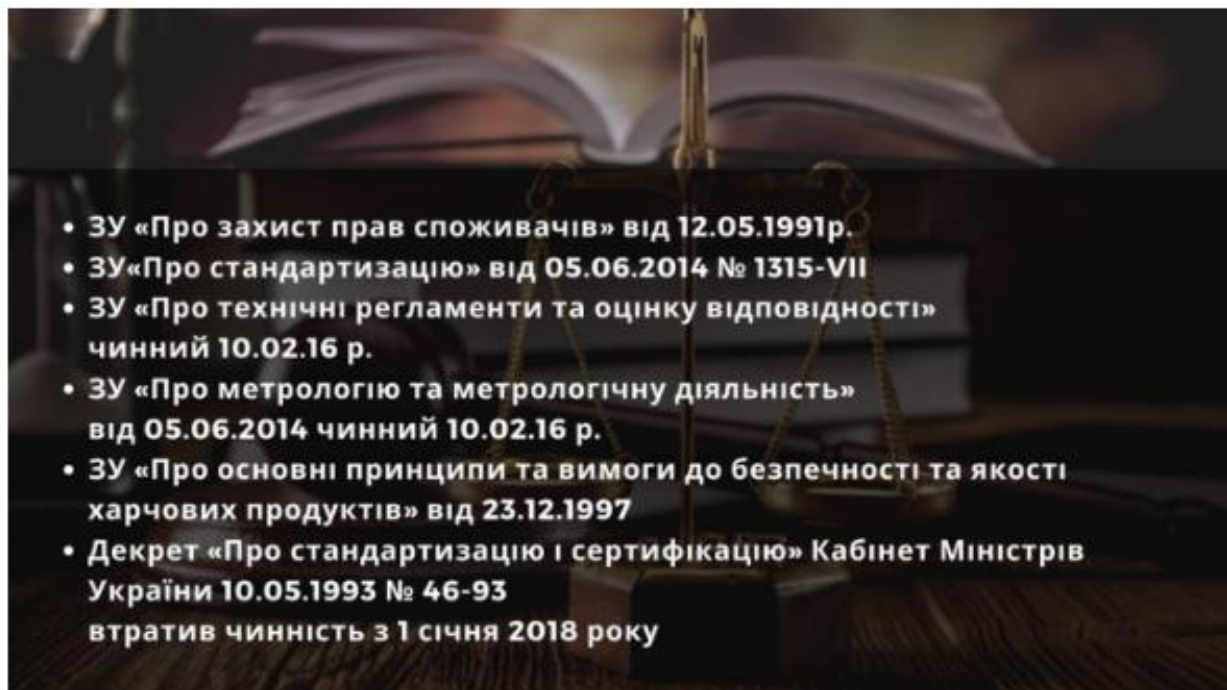 • ЗУ «Про захист прав споживачів» від 12.05.1991р.
• ЗУ«Про стандартизацію» від 05.06.2014 № 1315-VII
• ЗУ «Про технічні регламенти та оцінку відповідності»
чинний 10.02.16 р.
• ЗУ «Про метрологію та метрологічну діяльність»
від 05.06.2014 чинний 10.02.16 р.
• ЗУ «Про основні принципи та вимоги до безпечності та якості
харчових продуктів» від 23.12.1997
• Декрет «Про стандартизацію і сертифікацію» Кабінет Міністрів
України 10.05.1993 № 46-93
втратив чинність з 1 січня 2018 року